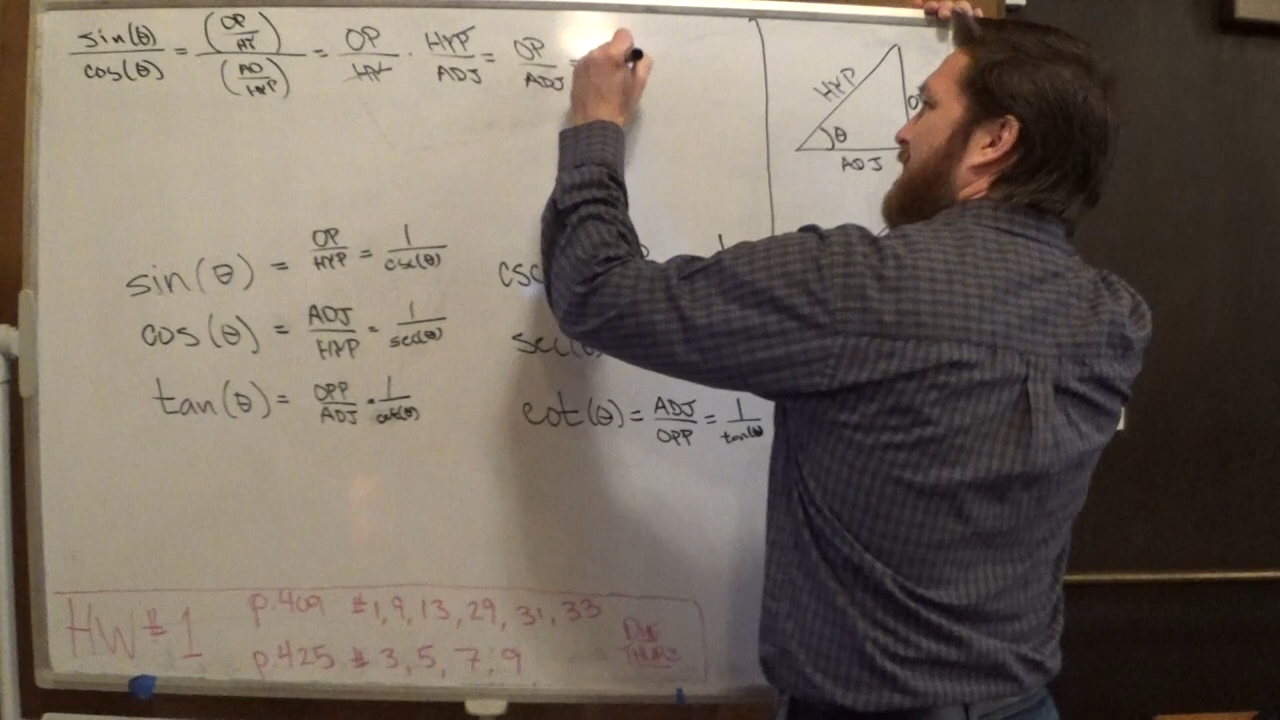 sin(θ)/cos(θ) = (OP/HY)/(AD/HYP) = OP/HY · HYP/ADJ = OP/ADJ =
HYP
θ
ADJ
sin(θ) = OP/HYP = 1/csc(θ)
csc
cos(θ) = ADJ/HYP = 1/sec(θ)
sec(θ)
tan(θ) = OPP/ADJ = 1/cot(θ)
cot(θ) = ADJ/OPP = 1/tan(θ)
HW#1
p.409 #1,9,13,29,31,33
p.425 # 3,5,7,9
DUE
THURS